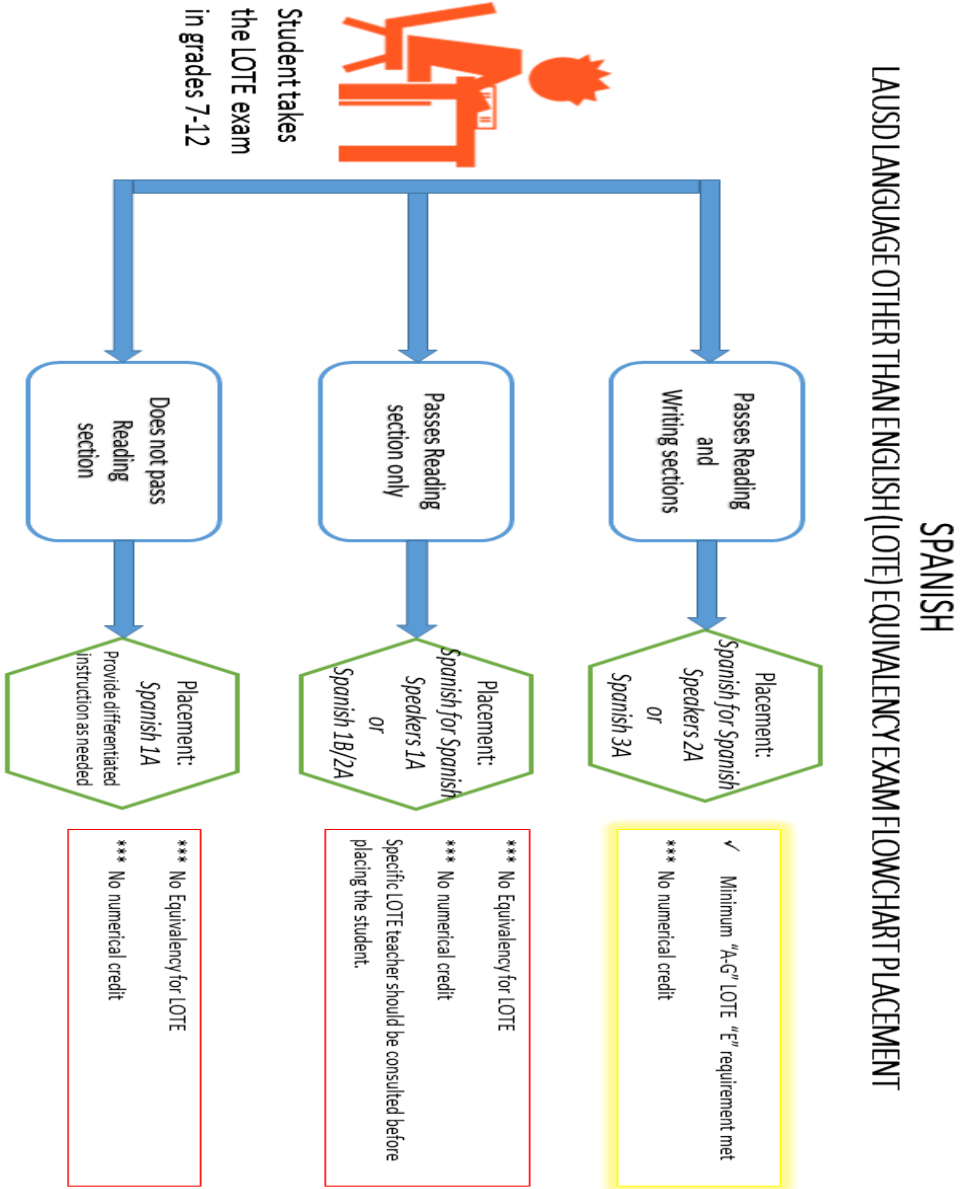 SPANISH
LAUSD LANGUAGE OTHER THAN ENGLISH (LOTE) EQUIVALENCY EXAM FLOWCHART PLACEMENT
Student takes
the LOTE exam
in grades 7-12
Passes Reading
and
Writing sections
Placement:
Spanish for Spanish
Speakers 2A
or
Spanish 3A
✓ Minimum “A-G” LOTE “E” requirement met
*** No numerical credit
Passes Reading
section only
Placement:
Spanish for Spanish
Speakers 1A
or
Spanish 1B/2A
*** No Equivalency for LOTE
*** No numerical credit
Specific LOTE teacher should be consulted before
placing the student.
Does not pass
Reading
section
Placement:
Spanish 1A
Provide differentiated
instruction as needed
*** No Equivalency for LOTE
*** No numerical credit